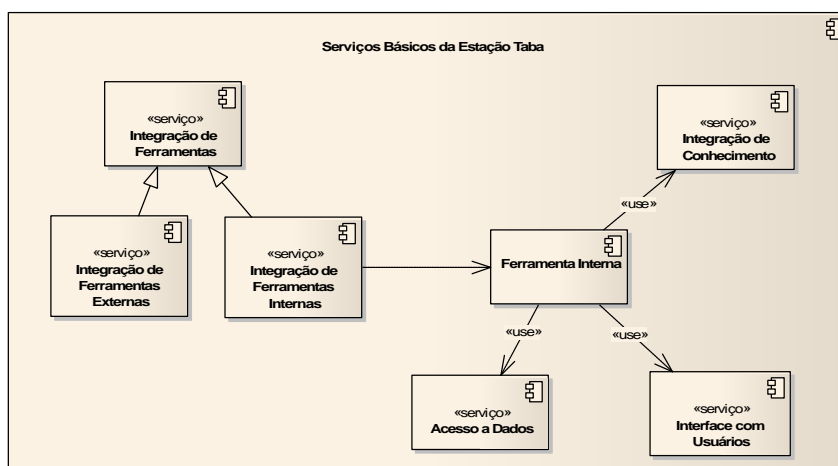 Serviços Básicos da Estação Taba
«serviço»
Integração de
Ferramentas
«serviço»
Integração de
Conhecimento
«use»
«serviço»
Integração de
Ferramentas
Externas
«serviço»
Integração de
Ferramentas
Internas
Ferramenta Interna
«use»
«use»
«serviço»
Acesso a Dados
«serviço»
Interface com
Usuários